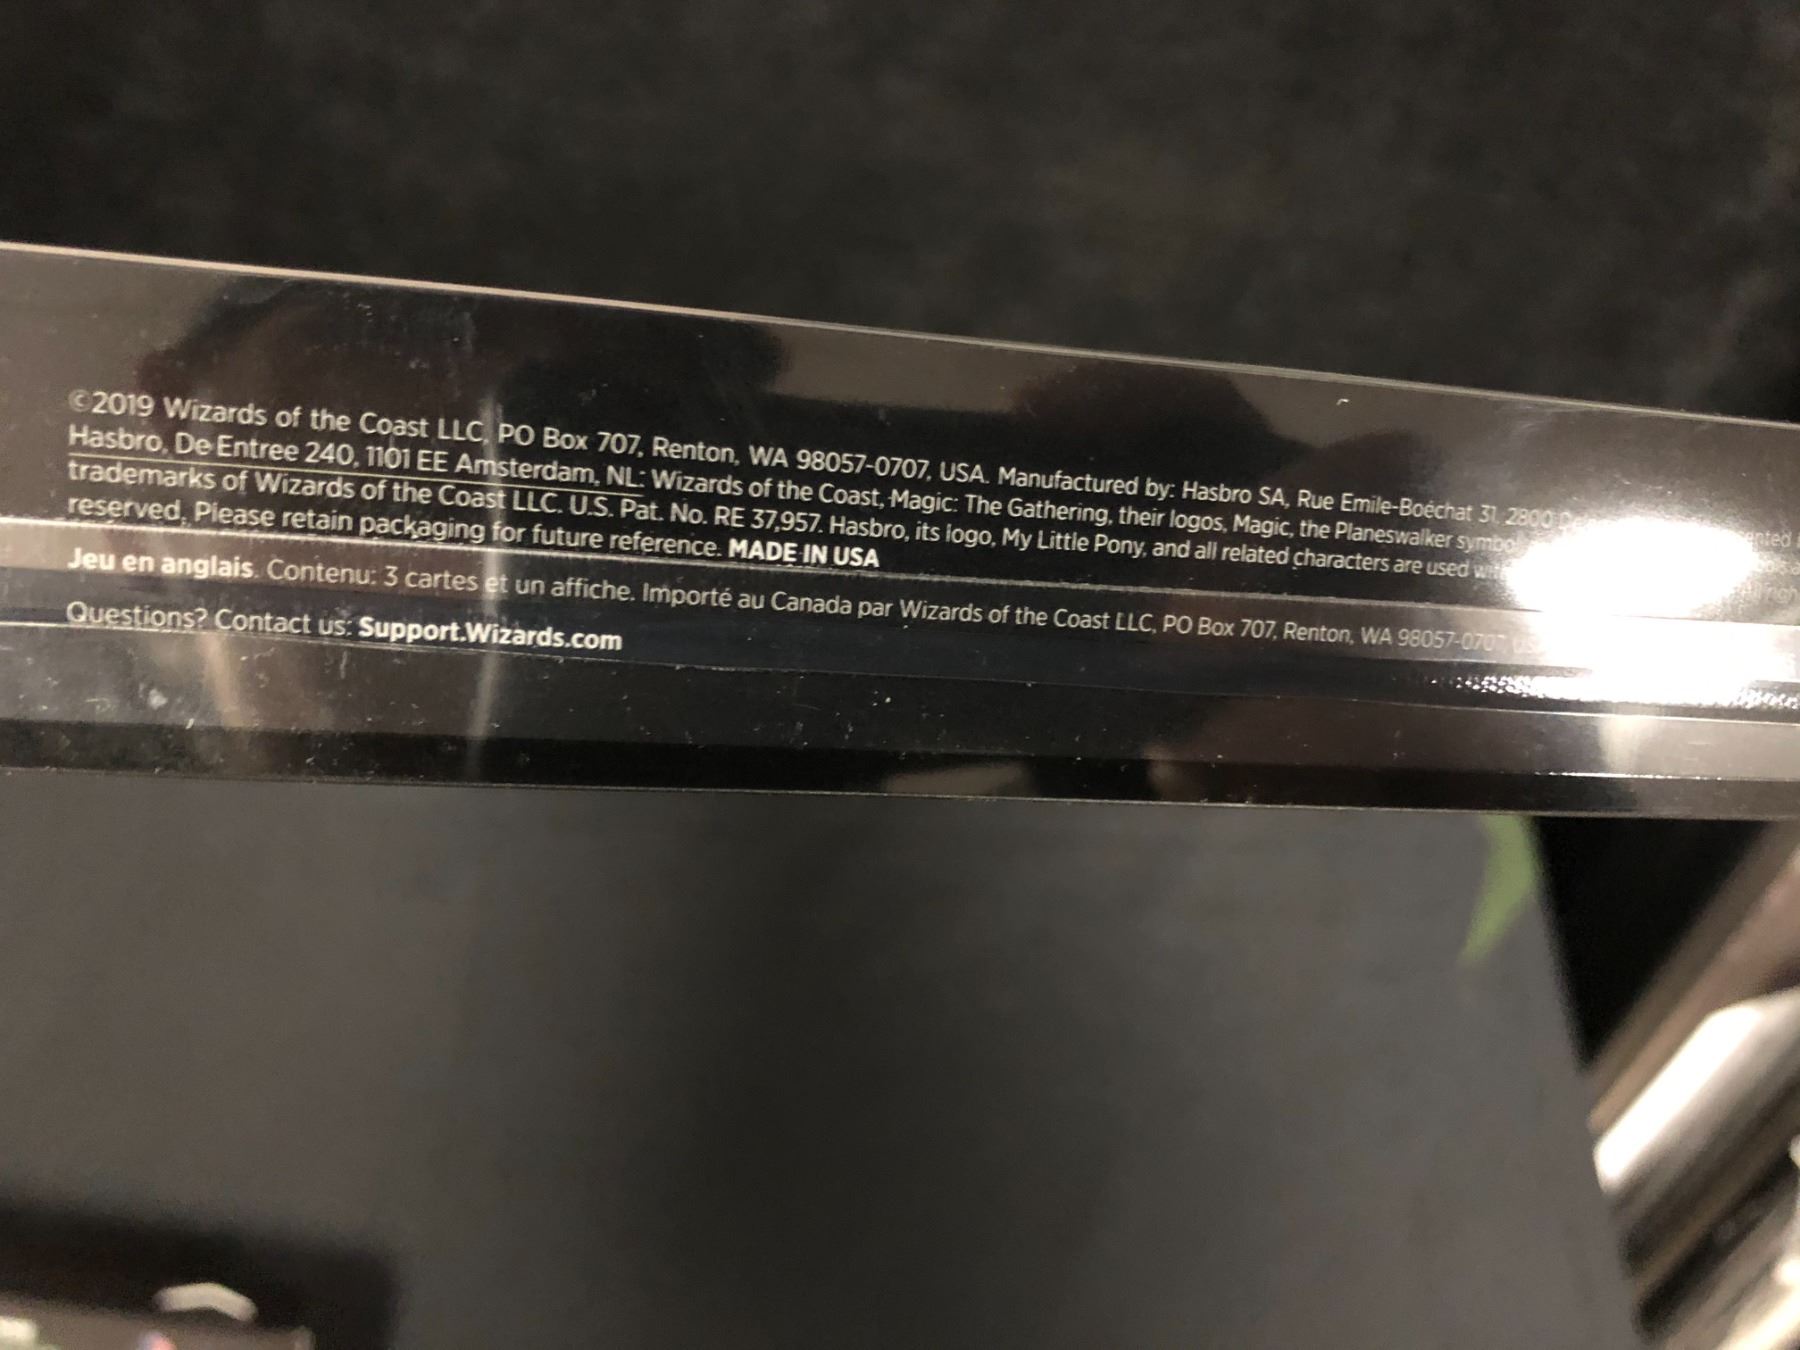 ©2019 Wizards of the Coast LLC, PO Box 707, Renton, WA 98057-0707, USA. Manufactured by: Hasbro SA, Rue Emile-Boéchat 31, 2800
Hasbro, De Entree 240, 1101 EE Amsterdam, NL. Wizards of the Coast, Magic: The Gathering, their logos, Magic, the Planeswalker symbol
trademarks of Wizards of the Coast LLC. U.S. Pat. No. RE 37,957. Hasbro, its logo, My Little Pony, and all related characters are used
reserved. Please retain packaging for future reference. MADE IN USA
Jeu en anglais. Contenu: 3 cartes et un affiche. Importé au Canada par Wizards of the Coast LLC, PO Box 707, Renton, WA 98057-0707,
Questions? Contact us: Support.Wizards.com